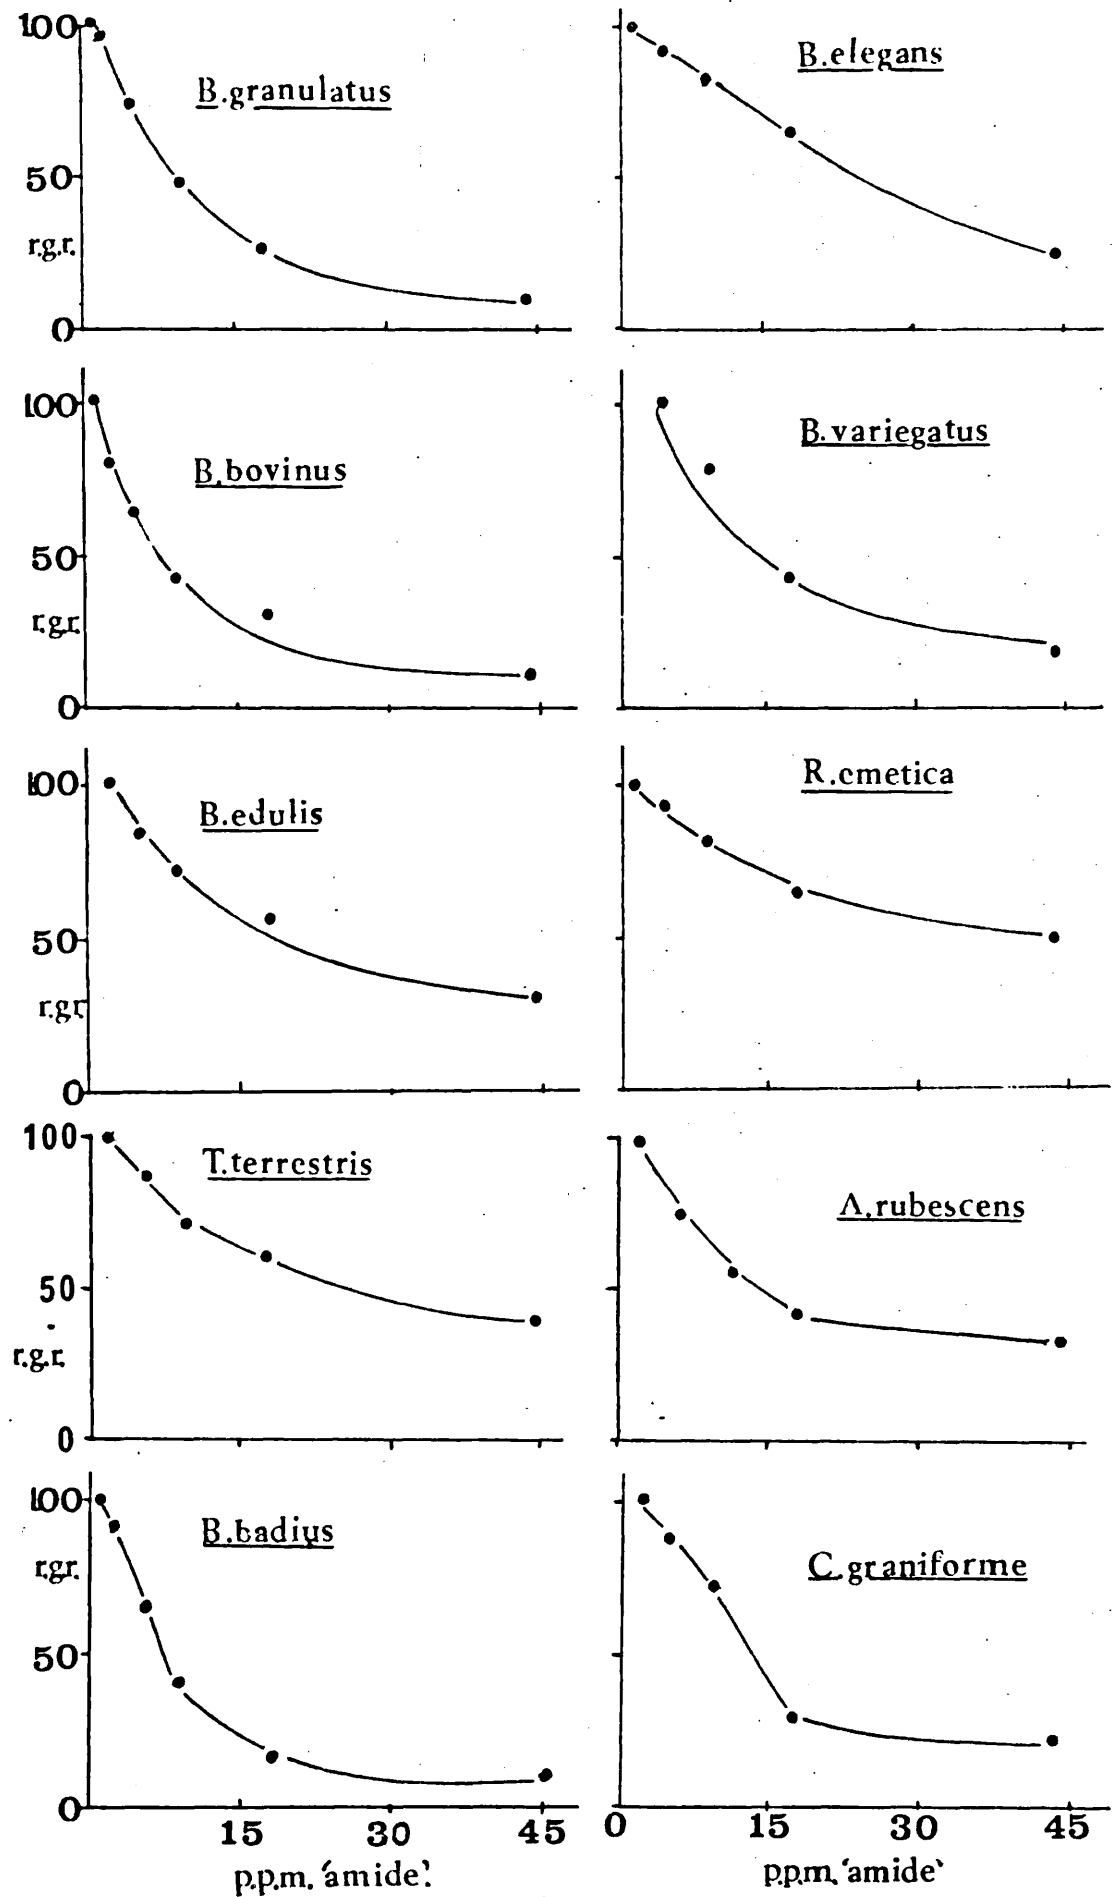 100
B.granulatus
50
r.g.r.
0
B.elegans
100
B.bovinus
50
r.g.r.
0
B.variegatus
100
B.edulis
50
r.g.r.
0
R.emetica
100
T.terrestris
50
r.g.r.
0
A.rubescens
100
B.badius
r.g.r.
50
0
15 30 45
p.p.m. 'amide'.
C.graniforme
0 15 30 45
p.p.m. 'amide'